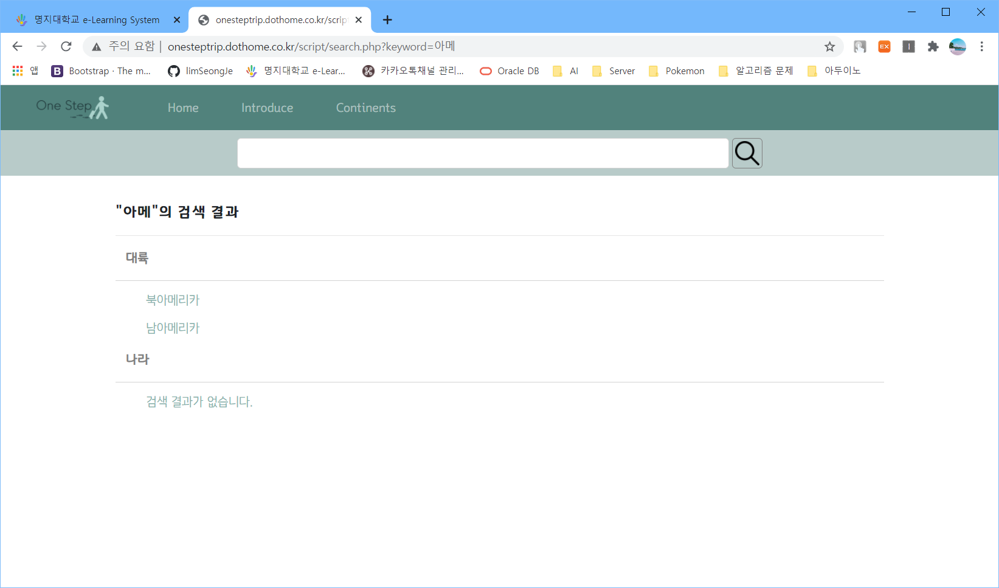 명지대학교 e-Learning System
onesteptrip.dothome.co.kr/scrip
주의 요함 | onesteptrip.dothome.co.kr/script/search.php?keyword=아메
EX
앱 B Bootstrap · The m... limSeongJe 명지대학교 e-Lear... 카카오톡채널 관리... Oracle DB AI Server Pokemon 알고리즘 문제 아두이노
One Step Home Introduce Continents
"아메"의 검색 결과
대륙
북아메리카
남아메리카
나라
검색 결과가 없습니다.